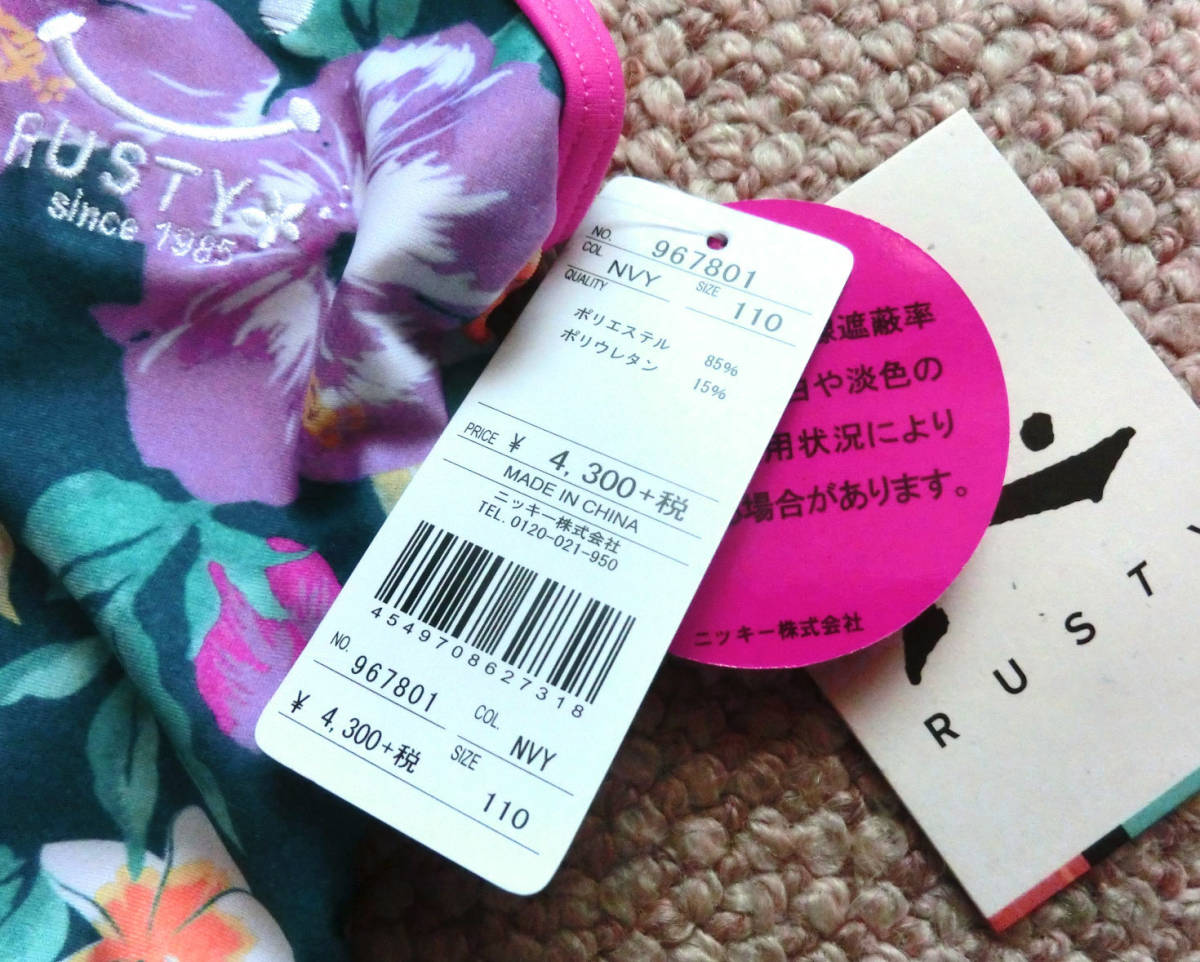 RUSTY
since 1985
NO. 967801
COL NVY SIZE 110
QUALITY
ポリエステル 85%
ポリウレタン 15%
PRICE ¥ 4,300+税
MADE IN CHINA
ニッキー株式会社
TEL. 0120-021-950
4549708627318
NO. 967801 COL. NVY
¥ 4,300+税 SIZE 110
遮蔽率
や淡色の
用状況により
場合があります。
ニッキー株式会社
RUSTY